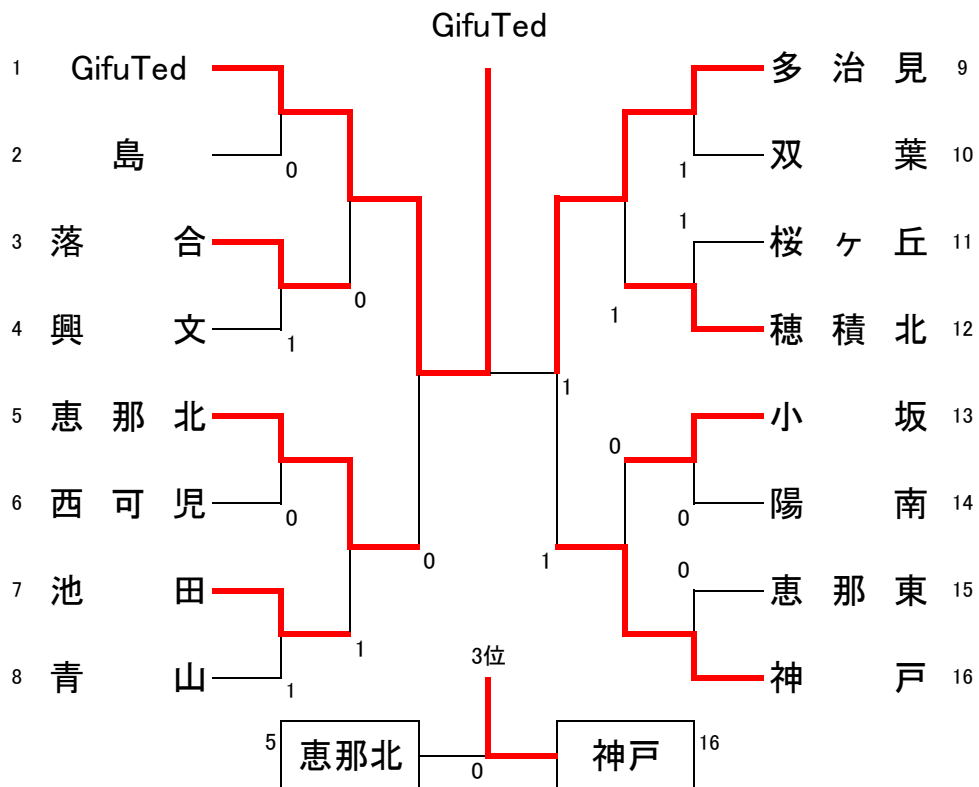 GifuTed
1 GifuTed 多治見 9
2 島 双葉 10
0 1
3 落合 1 桜ヶ丘 11
0 1
4 興文 1 穂積北 12
1
5 恵那北 小坂 13
0
6 西可児 0 陽南 14
0
0 1
7 池田 0 恵那東 15
1 3位
8 青山 1 神戸 16
5 恵那北 0 神戸 16